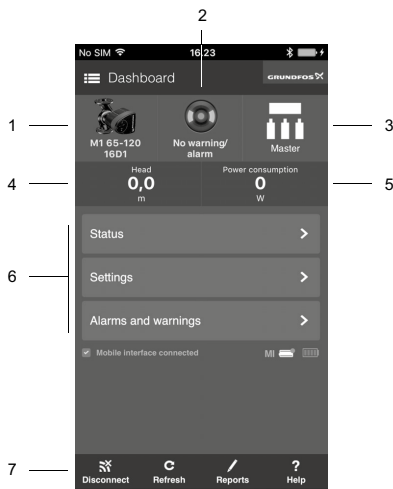 2
No SIM 16.23
Dashboard GRUNDFOS
1
M1 65-120
16D1
No warning/
alarm
Master
3
4
Head
0,0
m
Power consumption
0
W
5
6
Status
Settings
Alarms and warnings
Mobile interface connected MI
7
Disconnect Refresh Reports ? Help